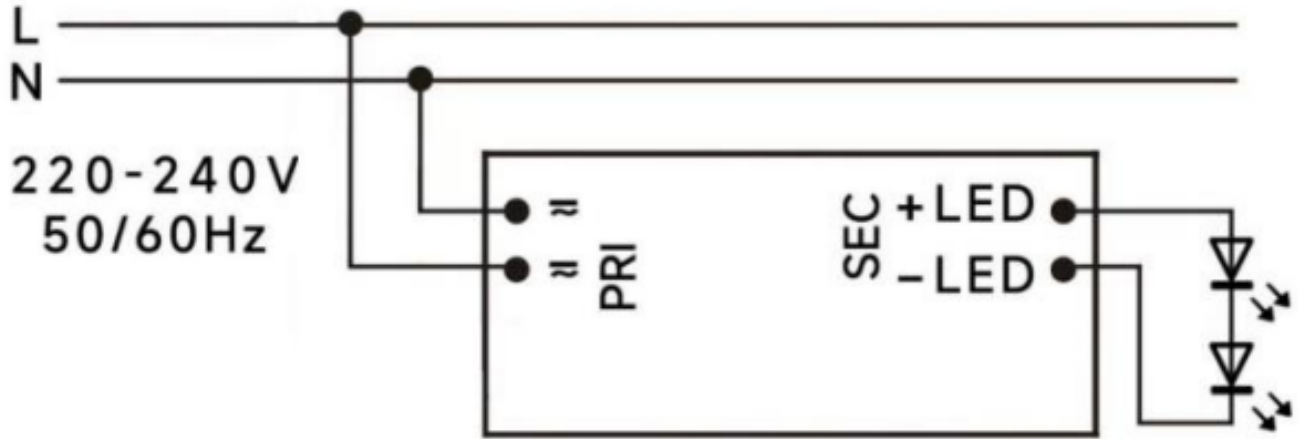 L
N
220-240V
50/60Hz
≂
≂
PRI
SEC
+LED
-LED